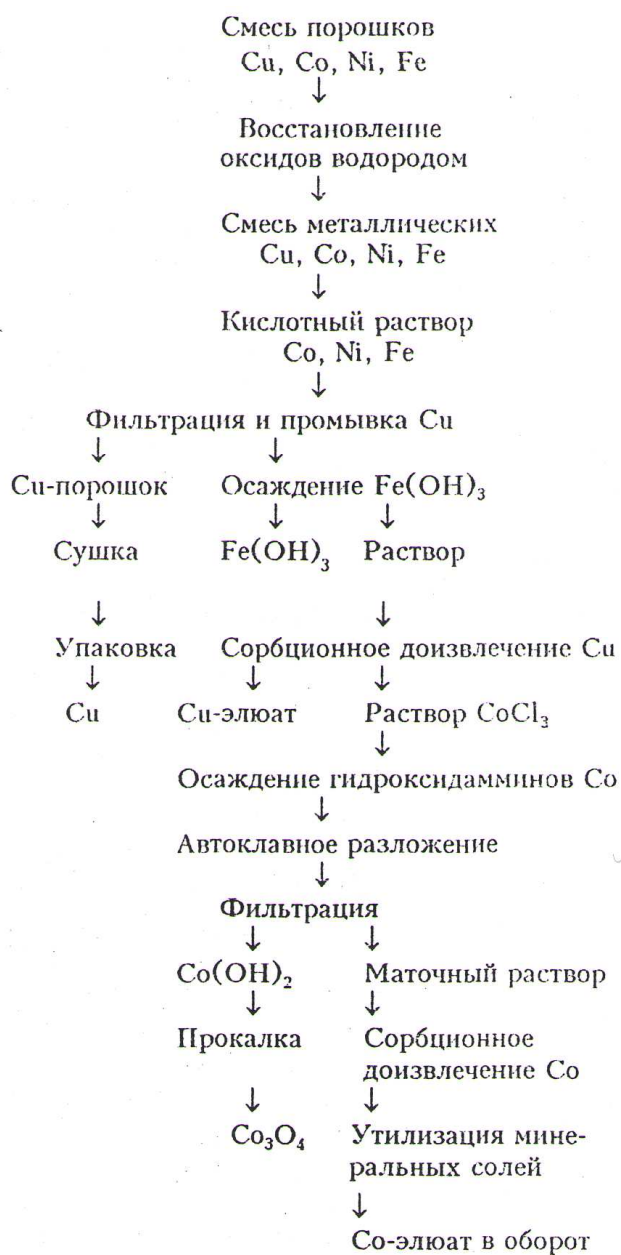 Смесь порошков
Cu, Co, Ni, Fe
↓
Восстановление
оксидов водородом
↓
Смесь металлических
Cu, Co, Ni, Fe
↓
Кислотный раствор
Co, Ni, Fe
↓
Фильтрация и промывка Cu
↓ ↓
Cu-порошок Осаждение Fe(OH)₃
↓ ↓ ↓
Сушка Fe(OH)₃ Раствор
↓ ↓
Упаковка Сорбционное доизвлечение Cu
↓ ↓ ↓
Cu Cu-элюат Раствор CoCl₃
↓
Осаждение гидроксидамминов Co
↓
Автоклавное разложение
↓
Фильтрация
↓ ↓
Co(OH)₂ Маточный раствор
↓ ↓
Прокалка Сорбционное
доизвлечение Co
↓ ↓
Co₃O₄ Утилизация мине-
ральных солей
↓
Co-элюат в оборот